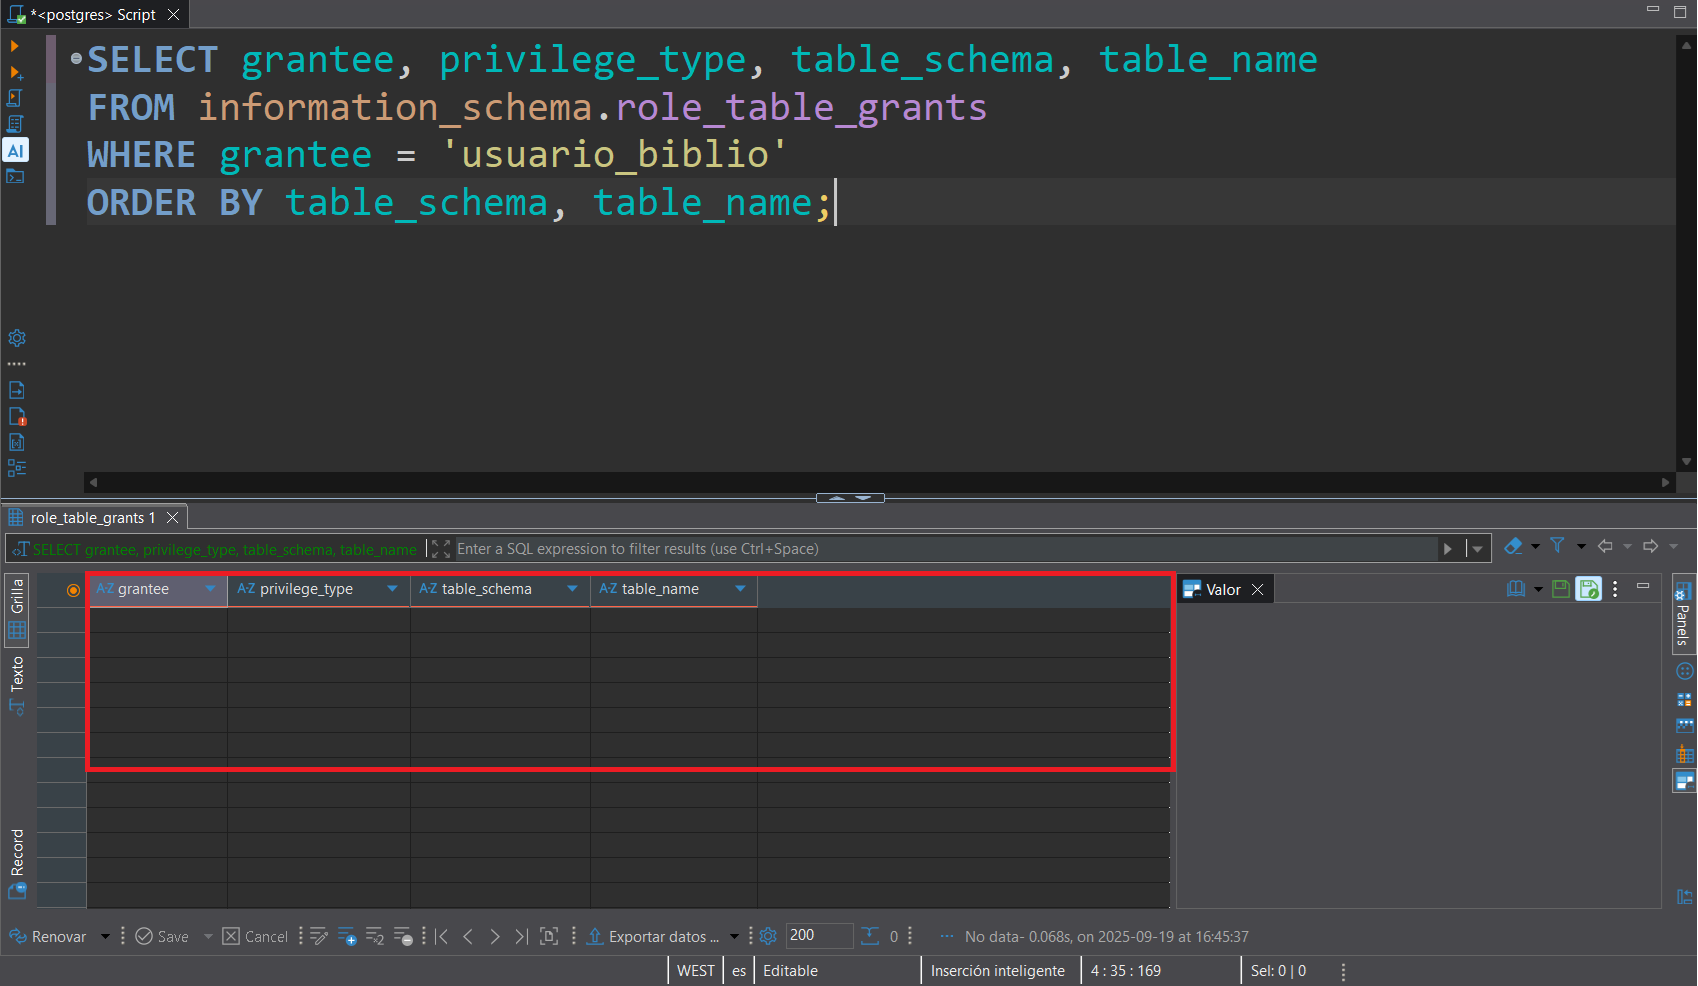 *<postgres> Script
SELECT grantee, privilege_type, table_schema, table_name
FROM information_schema.role_table_grants
WHERE grantee = 'usuario_biblio'
ORDER BY table_schema, table_name;
AI
role_table_grants 1
SELECT grantee, privilege_type, table_schema, table_name
Enter a SQL expression to filter results (use Ctrl+Space)
Grilla
Texto
Record
A-Z grantee
A-Z privilege_type
A-Z table_schema
A-Z table_name
Valor
Panels
Renovar
Save
Cancel
Exportar datos ...
200
0
No data- 0.068s, on 2025-09-19 at 16:45:37
WEST
es
Editable
Inserción inteligente
4 : 35 : 169
Sel: 0 | 0